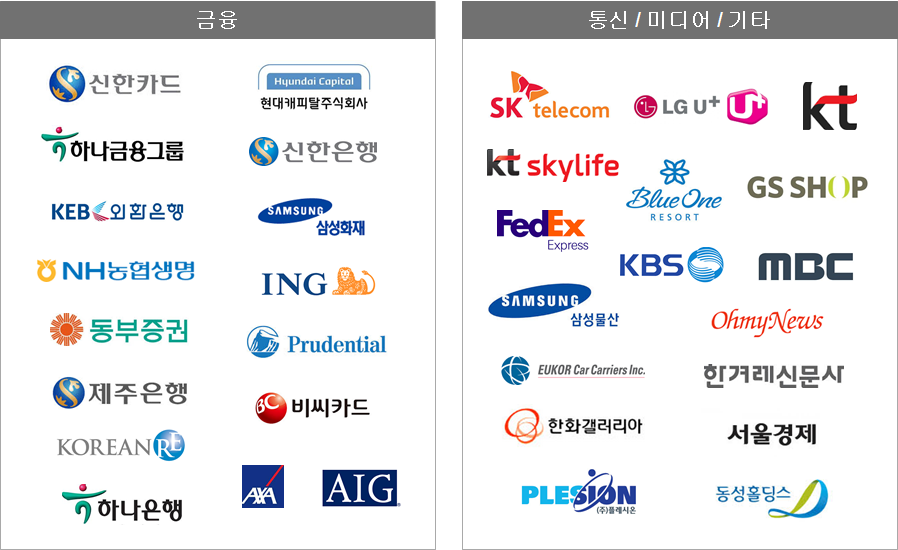 금융
신한카드
Hyundai Capital
현대캐피탈주식회사
하나금융그룹
신한은행
KEB 외환은행
SAMSUNG
삼성화재
NH농협생명
ING
동부증권
Prudential
제주은행
BC 비씨카드
KOREAN RE
하나은행
AXA
AIG
통신 / 미디어 / 기타
SK telecom
LG U+ U+
kt
kt skylife
Blue One
RESORT
GS SHOP
FedEx
Express
KBS
MBC
SAMSUNG
삼성물산
OhmyNews
EUKOR Car Carriers Inc.
한겨레신문사
한화갤러리아
서울경제
PLESION
(주)플레시온
동성홀딩스